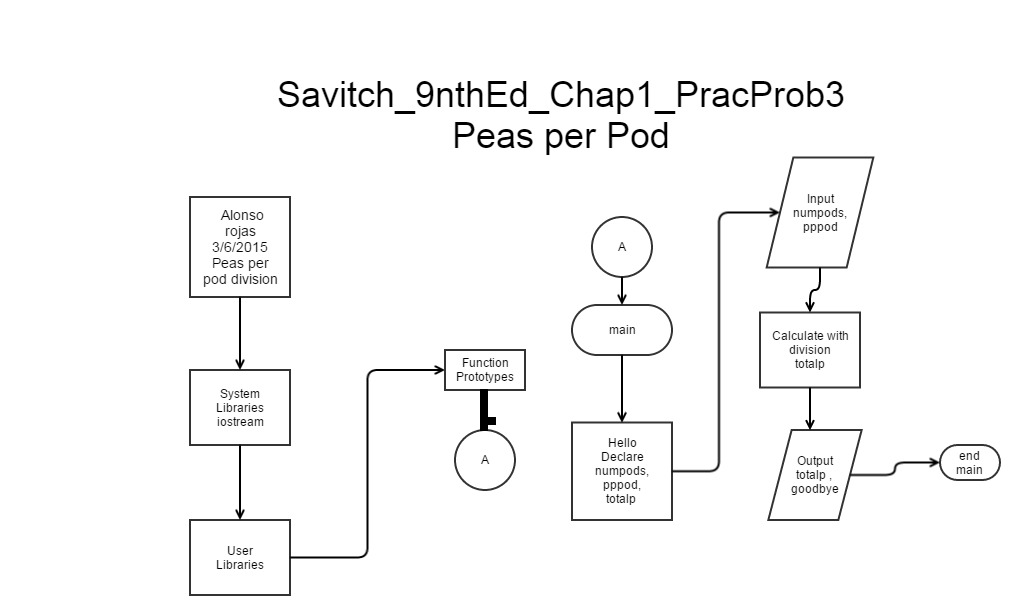 Savitch_9nthEd_Chap1_PracProb3
Peas per Pod
Alonso
rojas
3/6/2015
Peas per
pod division
System
Libraries
iostream
User
Libraries
Function
Prototypes
A
A
main
Hello
Declare
numpods,
pppod,
totalp
Input
numpods,
pppod
Calculate with
division
totalp
Output
totalp ,
goodbye
end
main